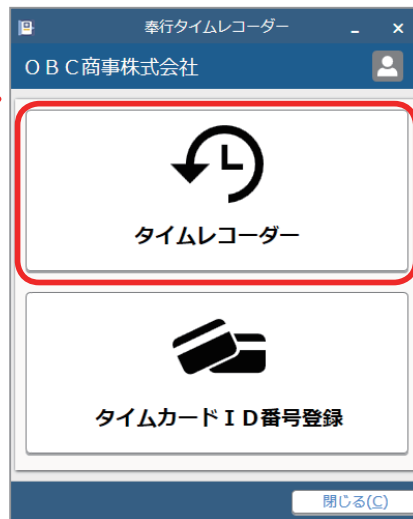 奉行タイムレコーダー
ＯＢＣ商事株式会社
タイムレコーダー
タイムカードＩＤ番号登録
閉じる(C)